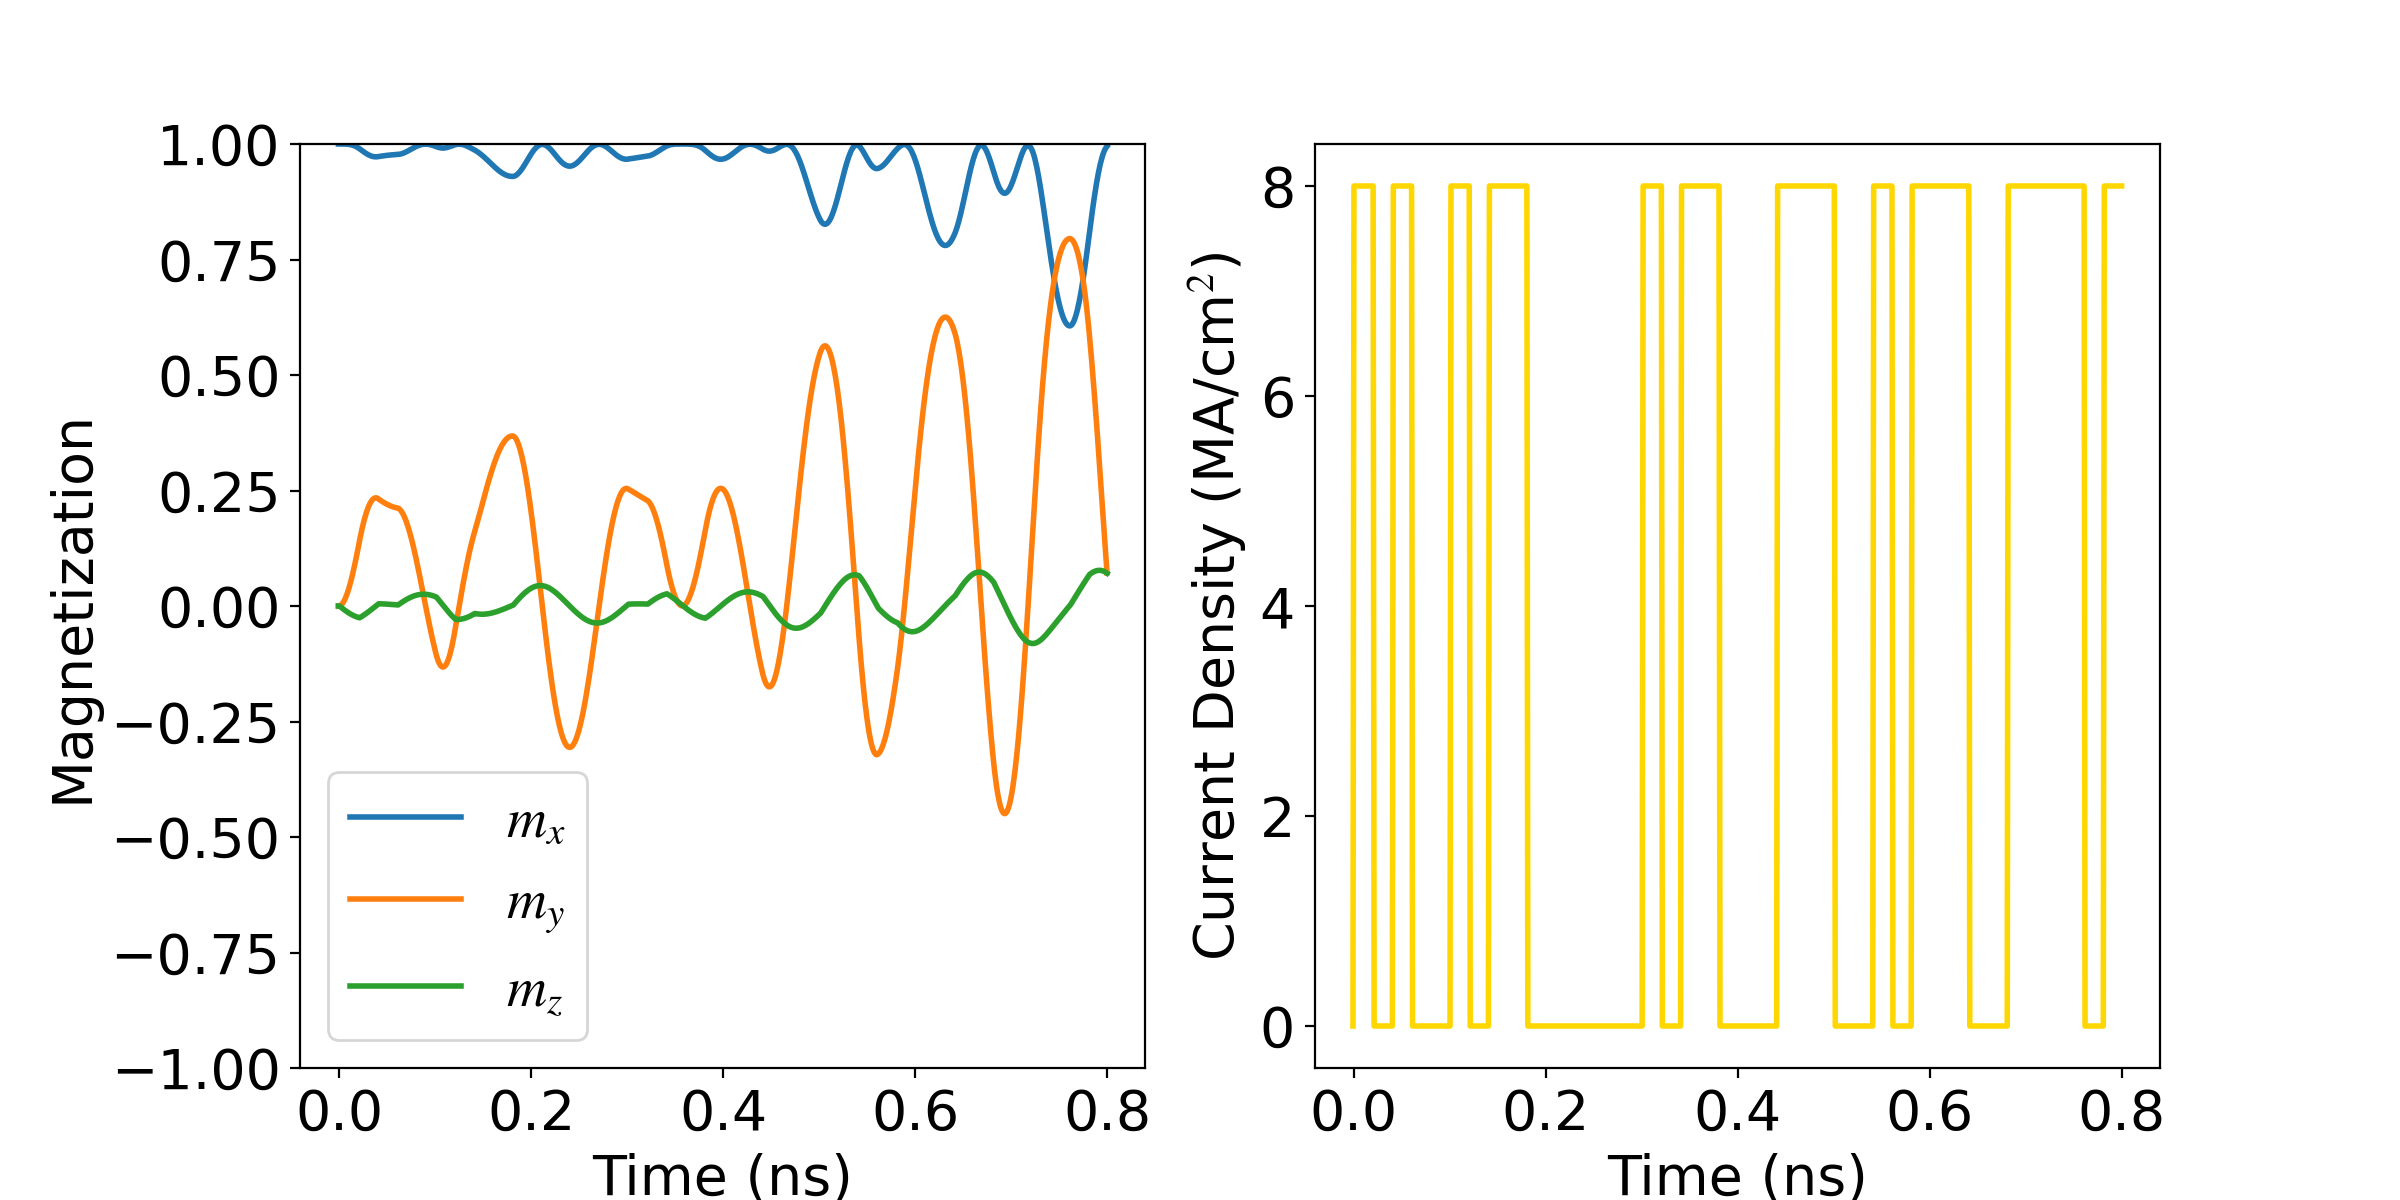 Magnetization
1.00
0.75
0.50
0.25
0.00
−0.25
−0.50
−0.75
−1.00
m_x
m_y
m_z
0.0 0.2 0.4 0.6 0.8
Time (ns)
Current Density (MA/cm²)
8
6
4
2
0
0.0 0.2 0.4 0.6 0.8
Time (ns)